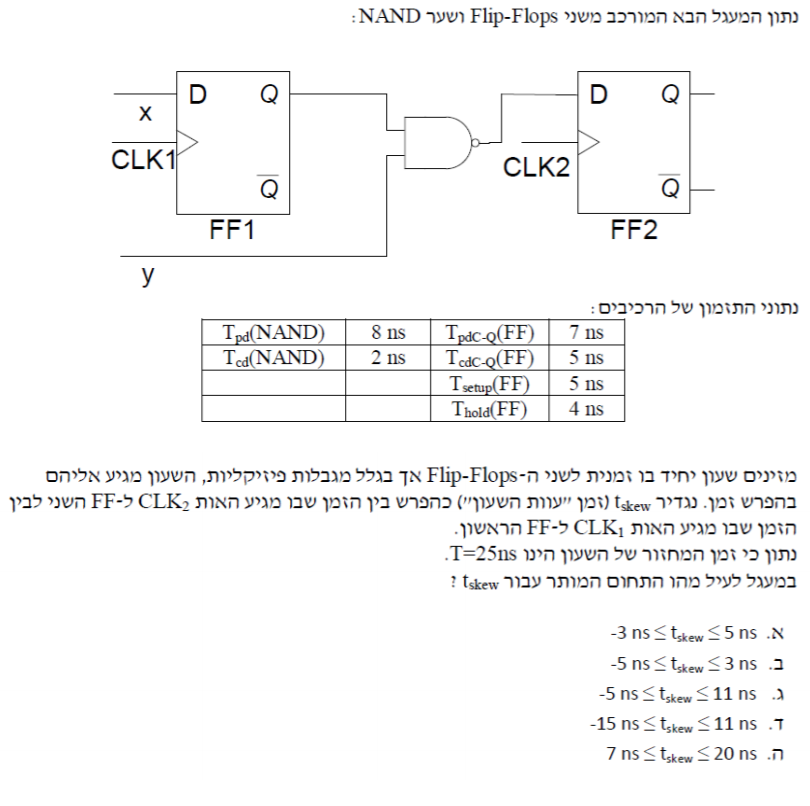 נתון המעגל הבא המורכב משני Flip-Flops ושער NAND:
D Q D Q
x
CLK1 CLK2
Q Q
FF1 FF2
y
נתוני התזמון של הרכיבים:
Tpd(NAND) 8 ns TpdC-Q(FF) 7 ns
Tcd(NAND) 2 ns TcdC-Q(FF) 5 ns
Tsetup(FF) 5 ns
Thold(FF) 4 ns
מזינים שעון יחיד בו זמנית לשני ה-Flip-Flops אך בגלל מגבלות פיזיקליות, השעון מגיע אליהם
בהפרש זמן. נגדיר tskew (זמן "עוות השעון") כהפרש בין הזמן שבו מגיע האות CLK2 ל-FF השני לבין
הזמן שבו מגיע האות CLK1 ל-FF הראשון.
נתון כי זמן המחזור של השעון הינו T=25ns.
במעגל לעיל מהו התחום המותר עבור tskew ?
א. -3 ns ≤ tskew ≤ 5 ns
ב. -5 ns ≤ tskew ≤ 3 ns
ג. -5 ns ≤ tskew ≤ 11 ns
ד. -15 ns ≤ tskew ≤ 11 ns
ה. 7 ns ≤ tskew ≤ 20 ns